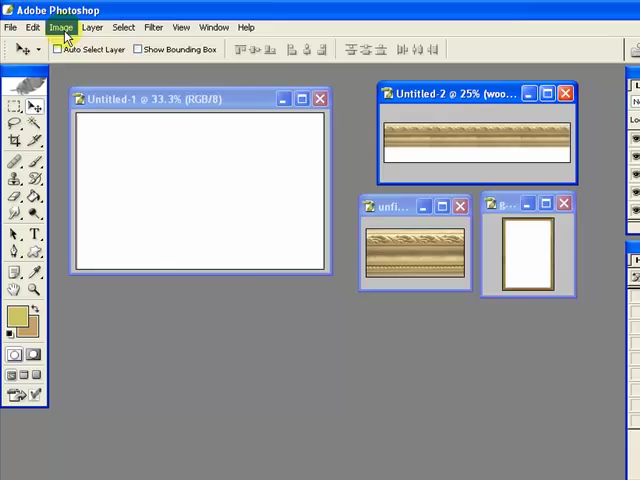 Adobe Photoshop
File Edit Image Layer Select Filter View Window Help
Auto Select Layer Show Bounding Box
Untitled-1 @ 33.3% (RGB/8)
Untitled-2 @ 25% (woo...
unfi...
g...
T